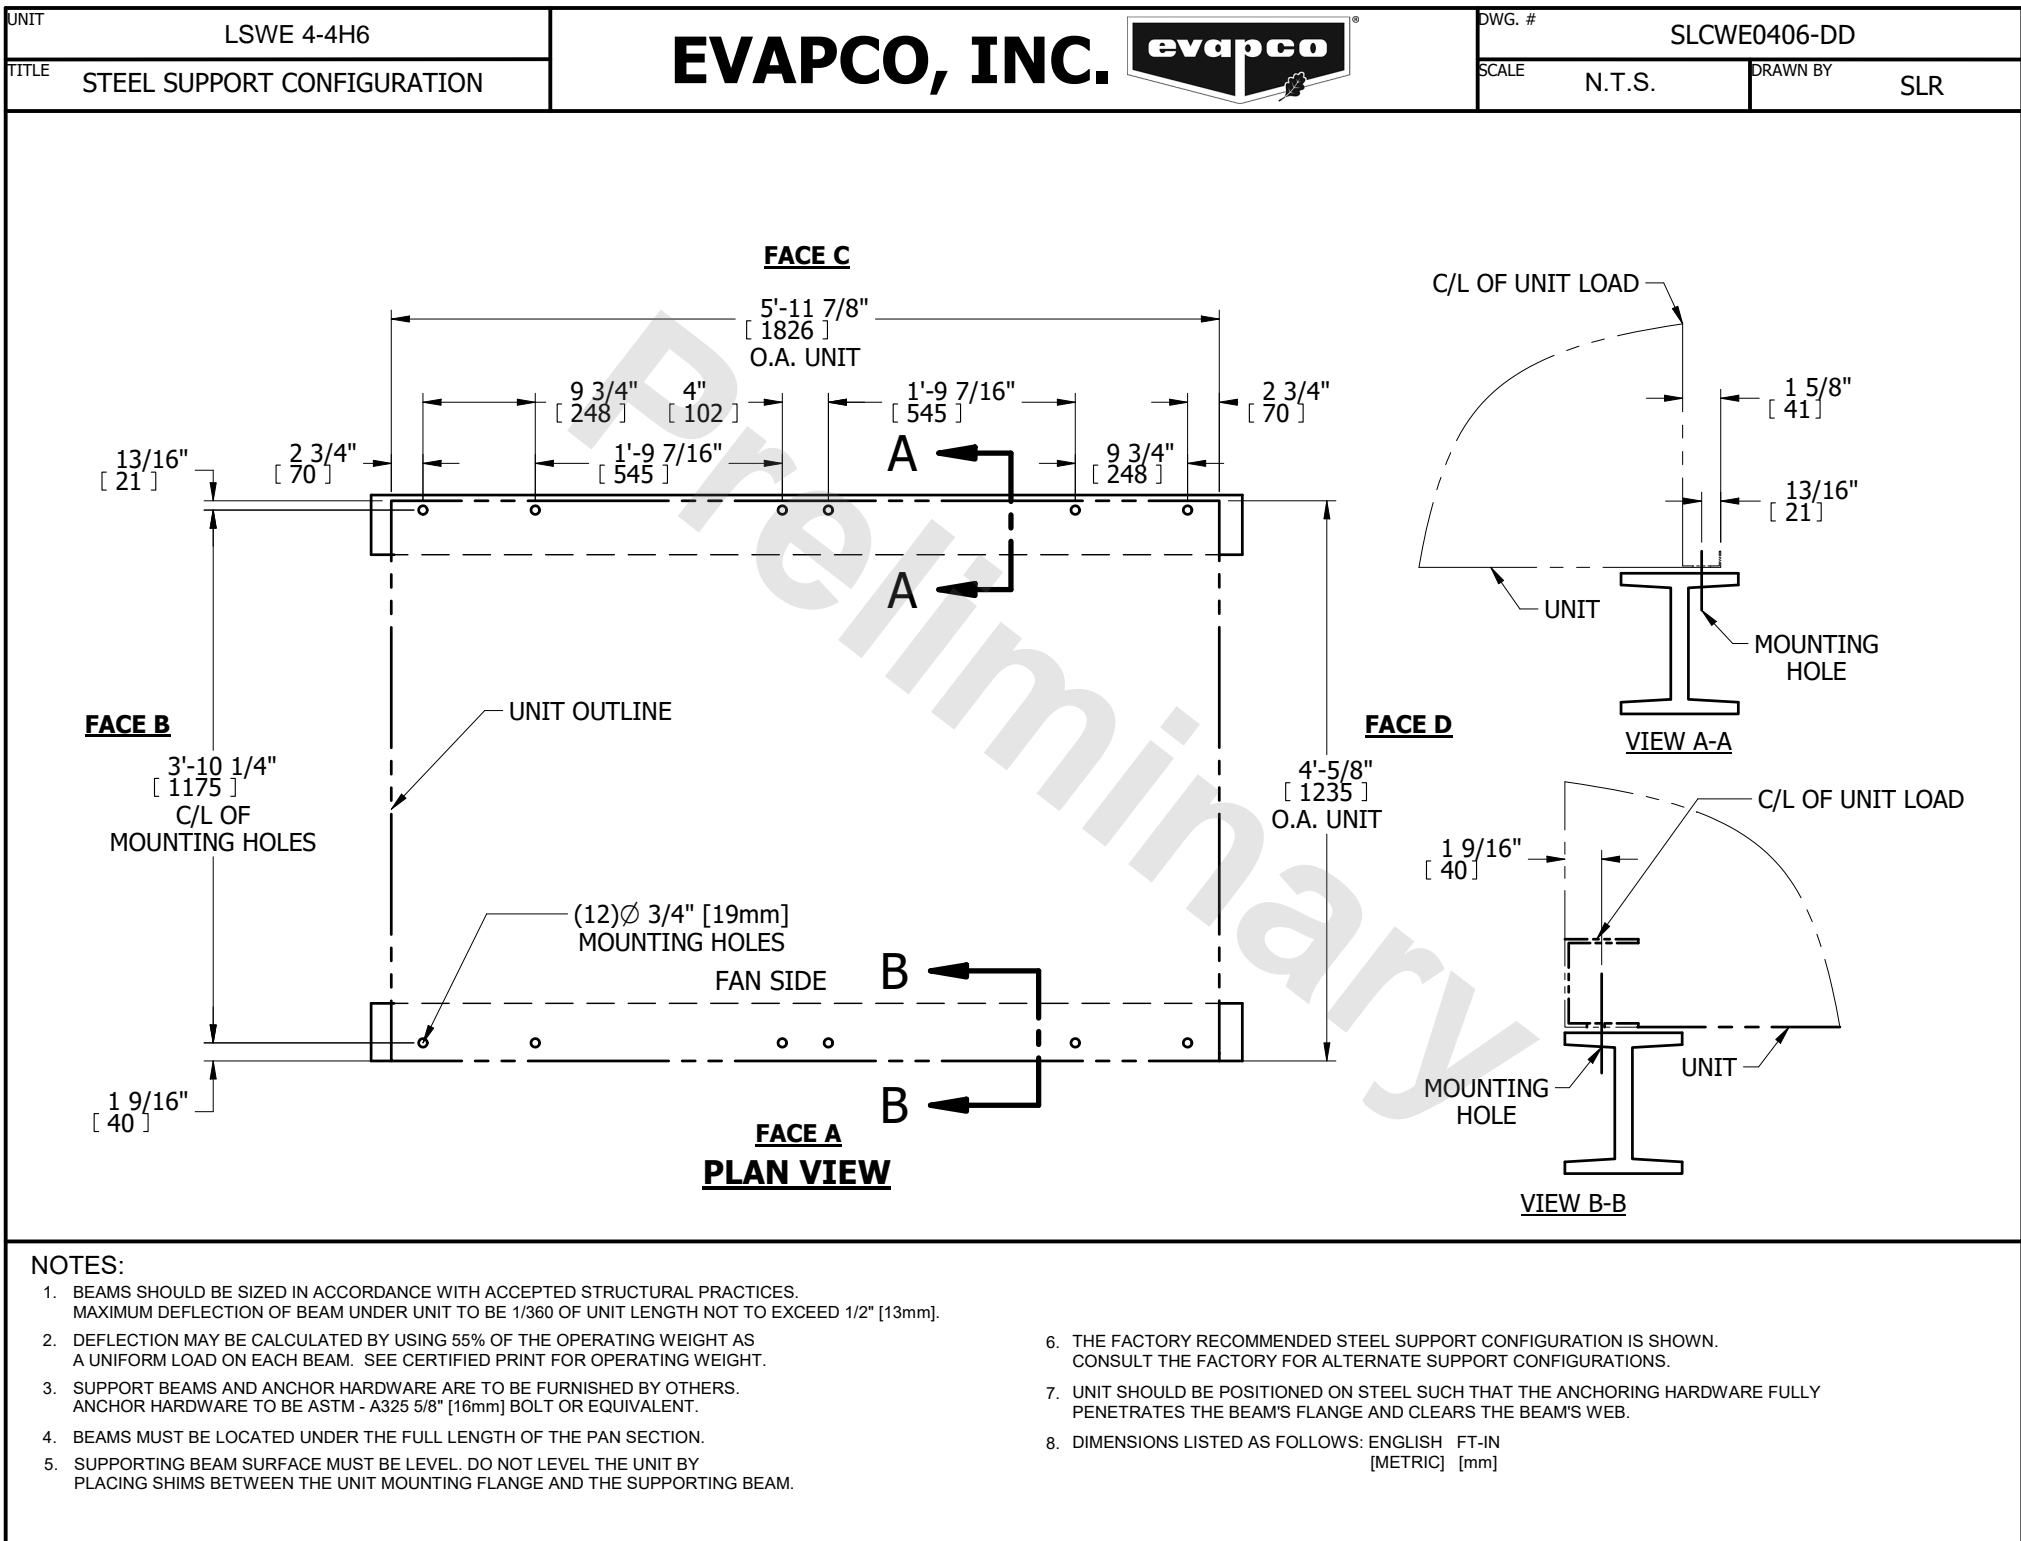 UNIT
LSWE 4-4H6
TITLE
STEEL SUPPORT CONFIGURATION
EVAPCO, INC.
evapco
®
DWG. #
SLCWE0406-DD
SCALE
N.T.S.
DRAWN BY
SLR
FACE C
5'-11 7/8"
[ 1826 ]
O.A. UNIT
9 3/4"
[ 248 ]
4"
[ 102 ]
1'-9 7/16"
[ 545 ]
2 3/4"
[ 70 ]
13/16"
[ 21 ]
2 3/4"
[ 70 ]
1'-9 7/16"
[ 545 ]
A
9 3/4"
[ 248 ]
A
UNIT OUTLINE
FACE B
3'-10 1/4"
[ 1175 ]
C/L OF
MOUNTING HOLES
FACE D
4'-5/8"
[ 1235 ]
O.A. UNIT
(12)Ø 3/4" [19mm]
MOUNTING HOLES
FAN SIDE
B
B
1 9/16"
[ 40 ]
FACE A
PLAN VIEW
C/L OF UNIT LOAD
1 5/8"
[ 41 ]
13/16"
[ 21 ]
UNIT
MOUNTING
HOLE
VIEW A-A
C/L OF UNIT LOAD
1 9/16"
[ 40 ]
UNIT
MOUNTING
HOLE
VIEW B-B
Preliminary
NOTES:
1. BEAMS SHOULD BE SIZED IN ACCORDANCE WITH ACCEPTED STRUCTURAL PRACTICES.
MAXIMUM DEFLECTION OF BEAM UNDER UNIT TO BE 1/360 OF UNIT LENGTH NOT TO EXCEED 1/2" [13mm].
2. DEFLECTION MAY BE CALCULATED BY USING 55% OF THE OPERATING WEIGHT AS
A UNIFORM LOAD ON EACH BEAM. SEE CERTIFIED PRINT FOR OPERATING WEIGHT.
3. SUPPORT BEAMS AND ANCHOR HARDWARE ARE TO BE FURNISHED BY OTHERS.
ANCHOR HARDWARE TO BE ASTM - A325 5/8" [16mm] BOLT OR EQUIVALENT.
4. BEAMS MUST BE LOCATED UNDER THE FULL LENGTH OF THE PAN SECTION.
5. SUPPORTING BEAM SURFACE MUST BE LEVEL. DO NOT LEVEL THE UNIT BY
PLACING SHIMS BETWEEN THE UNIT MOUNTING FLANGE AND THE SUPPORTING BEAM.
6. THE FACTORY RECOMMENDED STEEL SUPPORT CONFIGURATION IS SHOWN.
CONSULT THE FACTORY FOR ALTERNATE SUPPORT CONFIGURATIONS.
7. UNIT SHOULD BE POSITIONED ON STEEL SUCH THAT THE ANCHORING HARDWARE FULLY
PENETRATES THE BEAM'S FLANGE AND CLEARS THE BEAM'S WEB.
8. DIMENSIONS LISTED AS FOLLOWS: ENGLISH FT-IN
[METRIC] [mm]